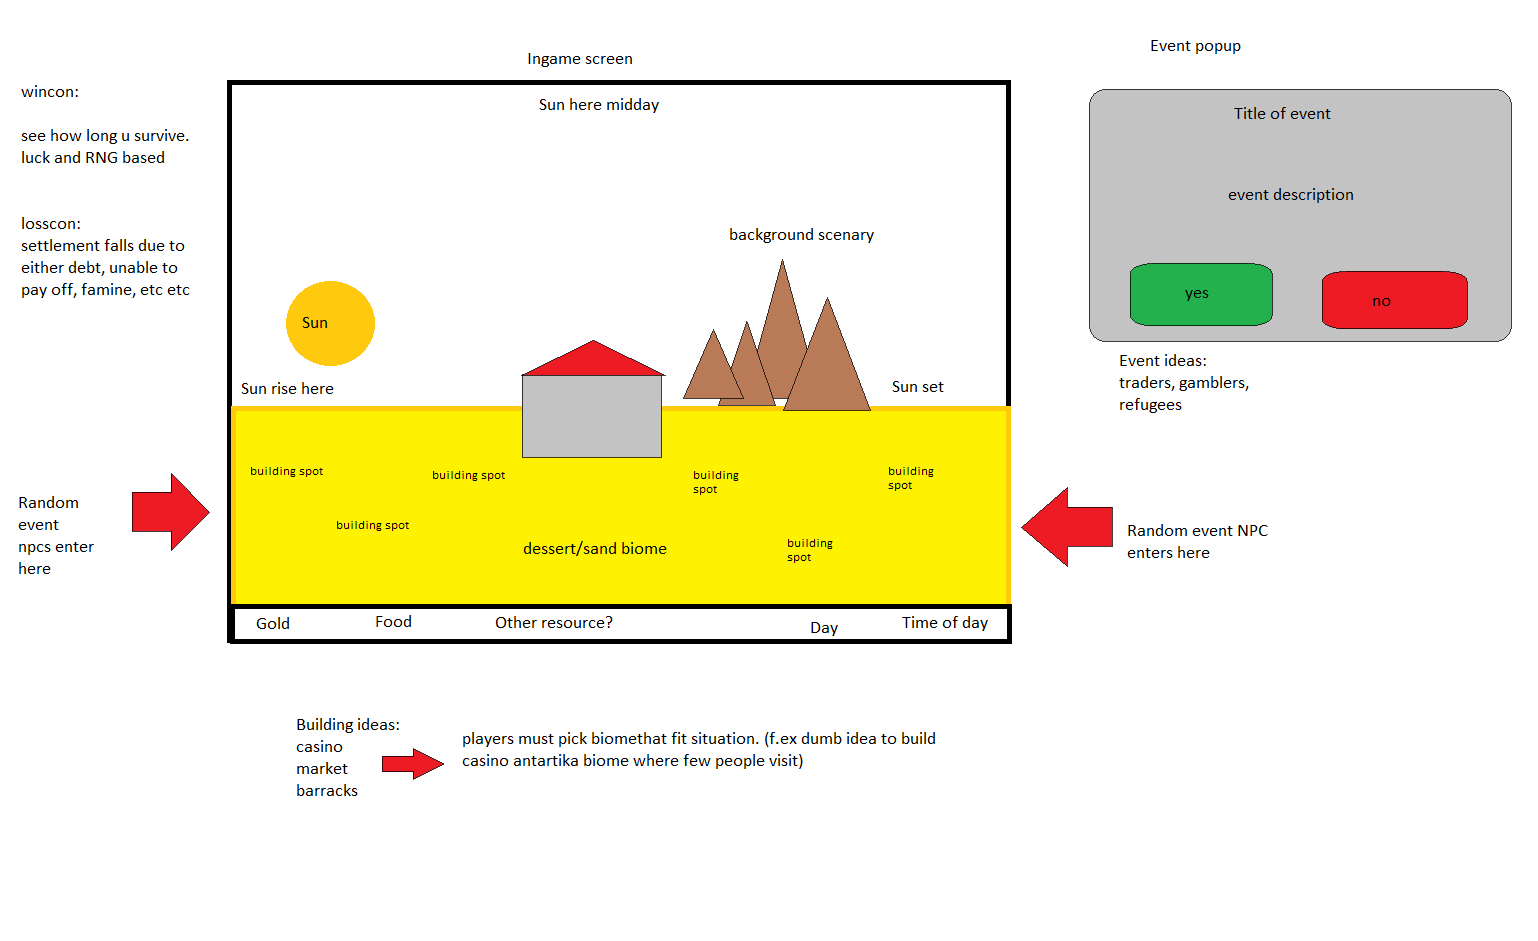 Ingame screen
Event popup
wincon:
see how long u survive.
luck and RNG based
losscon:
settlement falls due to
either debt, unable to
pay off, famine, etc etc
Sun here midday
background scenary
Sun
Sun rise here
Sun set
building spot
building spot
building
spot
building
spot
building spot
dessert/sand biome
building
spot
Gold
Food
Other resource?
Day
Time of day
Random
event
npcs enter
here
Random event NPC
enters here
Title of event
event description
yes
no
Event ideas:
traders, gamblers,
refugees
Building ideas:
casino
market
barracks
players must pick biomethat fit situation. (f.ex dumb idea to build
casino antartika biome where few people visit)